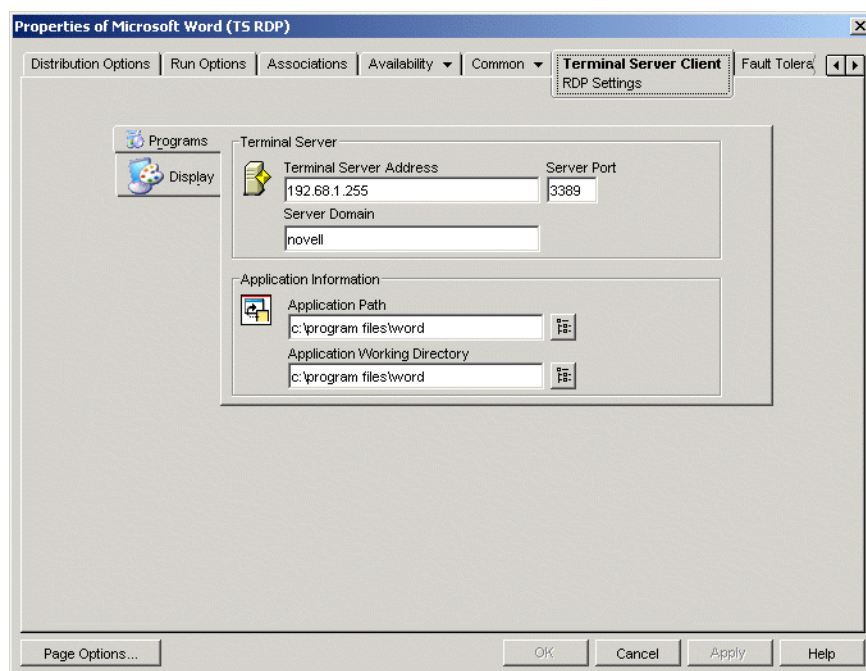 Properties of Microsoft Word (TS RDP)
Distribution Options | Run Options | Associations | Availability | Common | Terminal Server Client | Fault Tolera
RDP Settings
Programs
Display
Terminal Server
Terminal Server Address Server Port
192.68.1.255 3389
Server Domain
novell
Application Information
Application Path
c:\program files\word
Application Working Directory
c:\program files\word
Page Options... OK Cancel Apply Help